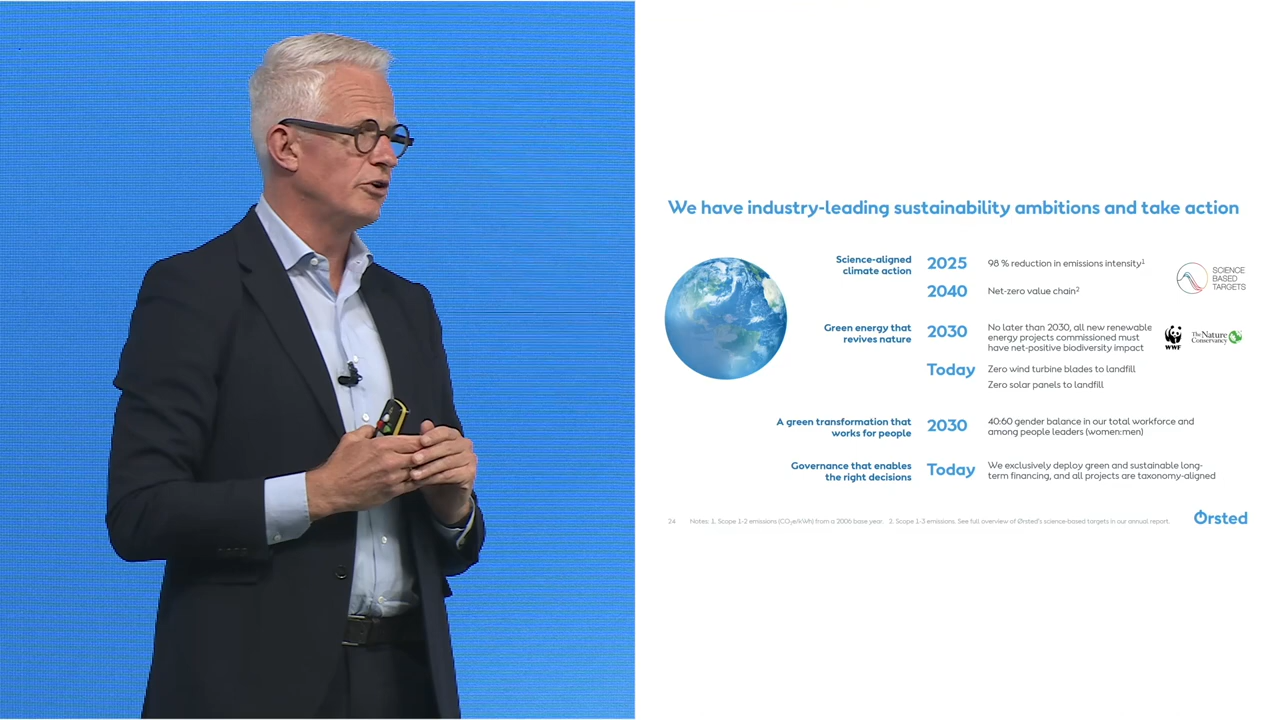 We have industry-leading sustainability ambitions and take action
Science-aligned
climate action
2025
98 % reduction in emissions intensity¹
2040
Net-zero value chain²
SCIENCE
BASED
TARGETS
Green energy that
revives nature
2030
No later than 2030, all new renewable
energy projects commissioned must
have net-positive biodiversity impact
WWF
The Nature
Conservancy
Today
Zero wind turbine blades to landfill
Zero solar panels to landfill
A green transformation that
works for people
2030
40:60 gender balance in our total workforce and
among people leaders (women:men)
Governance that enables
the right decisions
Today
We exclusively deploy green and sustainable long-
term financing, and all projects are taxonomy-aligned
24
Notes: 1. Scope 1-2 emissions (CO₂e/kWh) from a 2006 base year. 2. Scope 1-3 emissions. See full overview of Ørsted's science-based targets in our annual report.
Ørsted